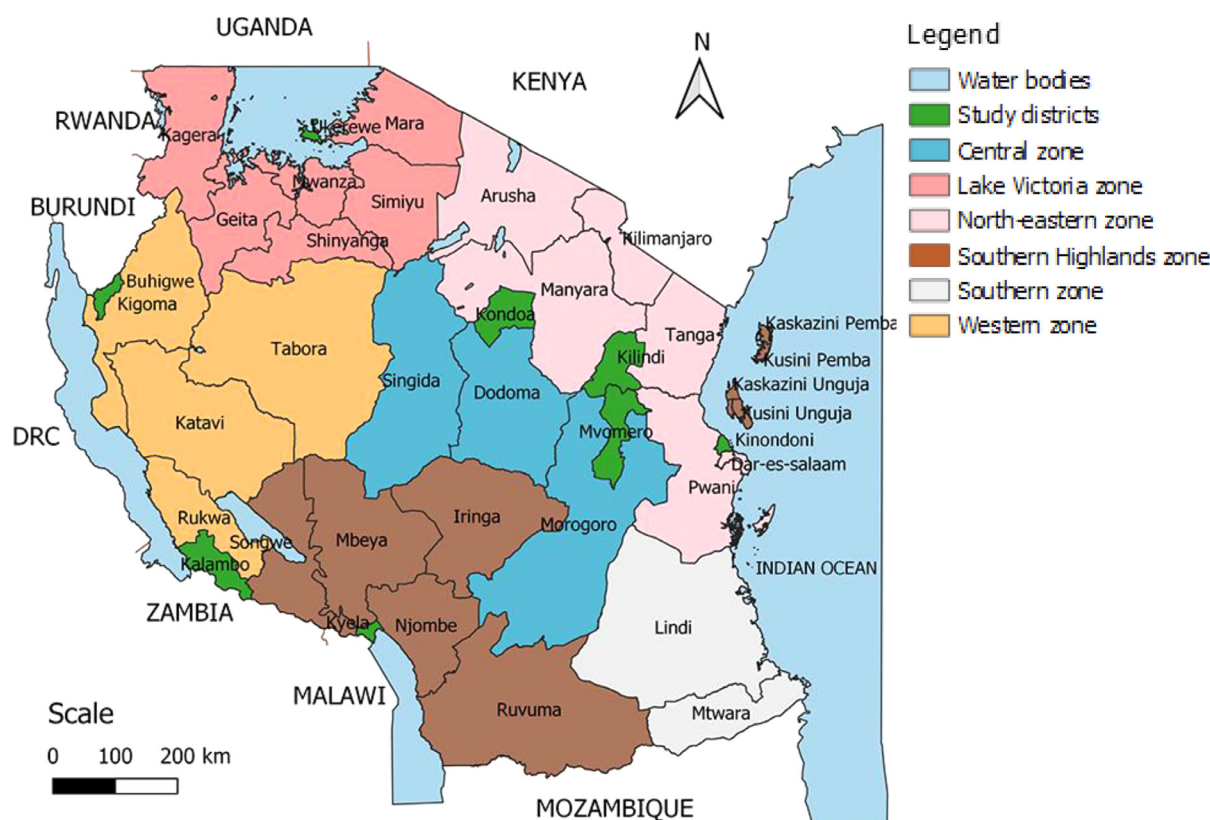 UGANDA
N
KENYA
RWANDA
Kagera
Ukerewe
Mara
BURUNDI
Mwanza
Geita
Simiyu
Arusha
Shinyanga
Kilimanjaro
Buhigwe
Kigoma
Manyara
Kondoa
Tanga
Kaskazini Pemba
Tabora
Kilindi
Kusini Pemba
Singida
Dodoma
Kaskazini Unguja
DRC
Katavi
Mvomero
Kusini Unguja
Kinondoni
Dar-es-salaam
Pwani
Rukwa
Songwe
Mbeya
Iringa
Morogoro
Kalambo
INDIAN OCEAN
ZAMBIA
Kyela
Njombe
Lindi
MALAWI
Ruvuma
Mtwara
MOZAMBIQUE
Scale
0 100 200 km
Legend
Water bodies
Study districts
Central zone
Lake Victoria zone
North-eastern zone
Southern Highlands zone
Southern zone
Western zone